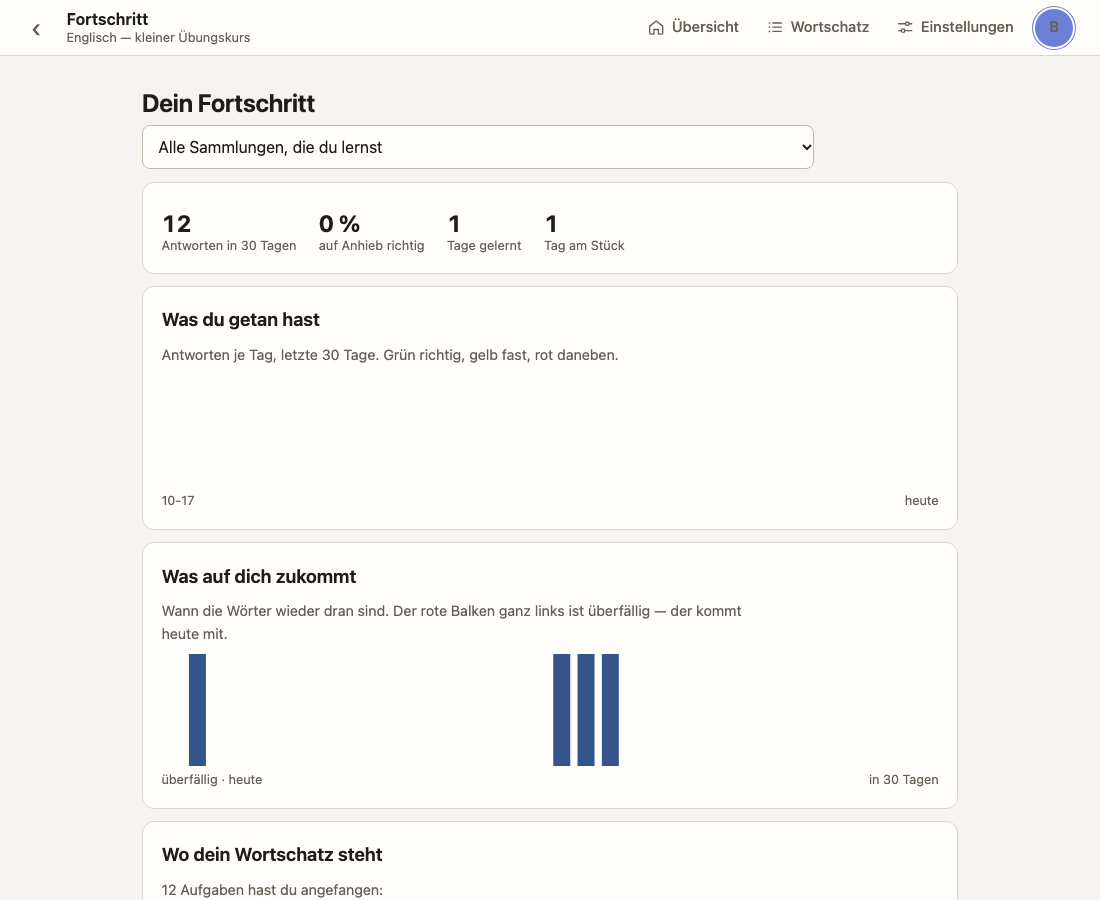 ‹
Fortschritt
Englisch — kleiner Übungskurs
Übersicht
Wortschatz
Einstellungen
B
Dein Fortschritt
Alle Sammlungen, die du lernst
12
Antworten in 30 Tagen
0 %
auf Anhieb richtig
1
Tage gelernt
1
Tag am Stück
Was du getan hast
Antworten je Tag, letzte 30 Tage. Grün richtig, gelb fast, rot daneben.
10-17
heute
Was auf dich zukommt
Wann die Wörter wieder dran sind. Der rote Balken ganz links ist überfällig — der kommt
heute mit.
überfällig · heute
in 30 Tagen
Wo dein Wortschatz steht
12 Aufgaben hast du angefangen: